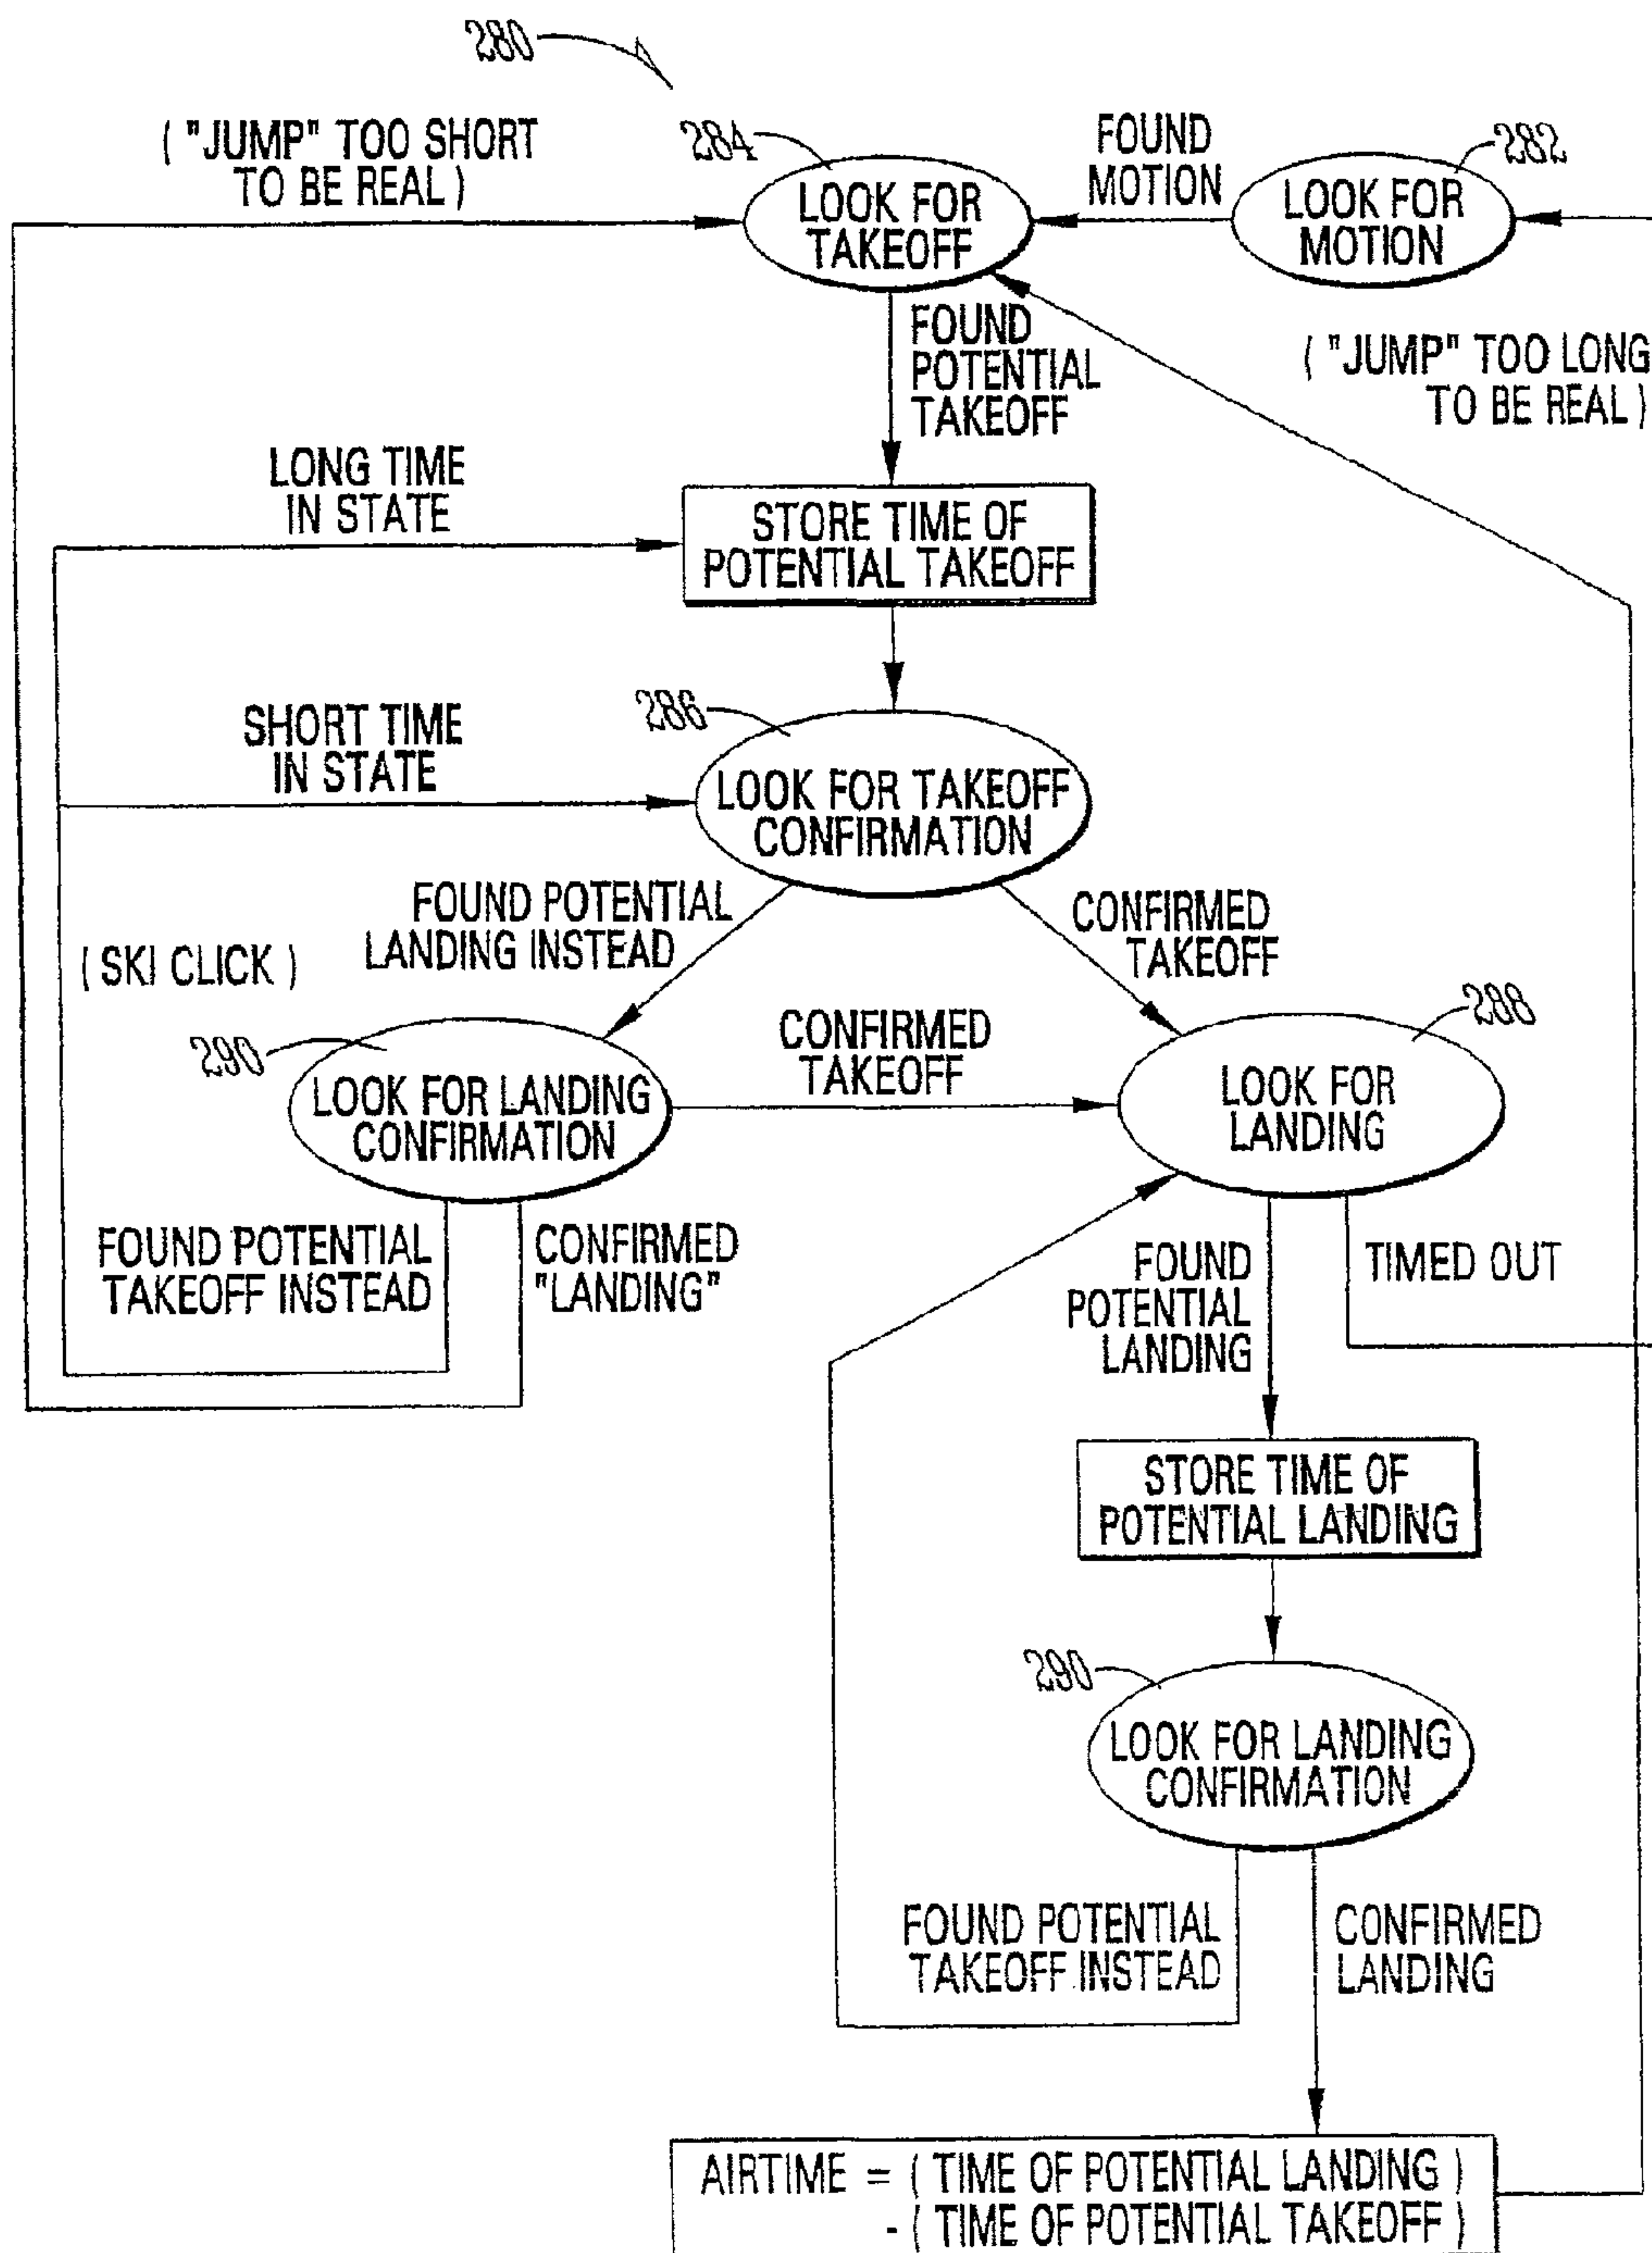 280
( "JUMP" TOO SHORT
TO BE REAL )
284
FOUND
MOTION
282
LOOK FOR
TAKEOFF
LOOK FOR
MOTION
FOUND
POTENTIAL
TAKEOFF
( "JUMP" TOO LONG
TO BE REAL )
LONG TIME
IN STATE
STORE TIME OF
POTENTIAL TAKEOFF
SHORT TIME
IN STATE
286
LOOK FOR TAKEOFF
CONFIRMATION
FOUND POTENTIAL
LANDING INSTEAD
CONFIRMED
TAKEOFF
( SKI CLICK )
290
CONFIRMED
TAKEOFF
288
LOOK FOR LANDING
CONFIRMATION
LOOK FOR
LANDING
FOUND POTENTIAL
TAKEOFF INSTEAD
CONFIRMED
"LANDING"
FOUND
POTENTIAL
LANDING
TIMED OUT
STORE TIME OF
POTENTIAL LANDING
290
LOOK FOR LANDING
CONFIRMATION
FOUND POTENTIAL
TAKEOFF INSTEAD
CONFIRMED
LANDING
AIRTIME = ( TIME OF POTENTIAL LANDING )
- ( TIME OF POTENTIAL TAKEOFF )